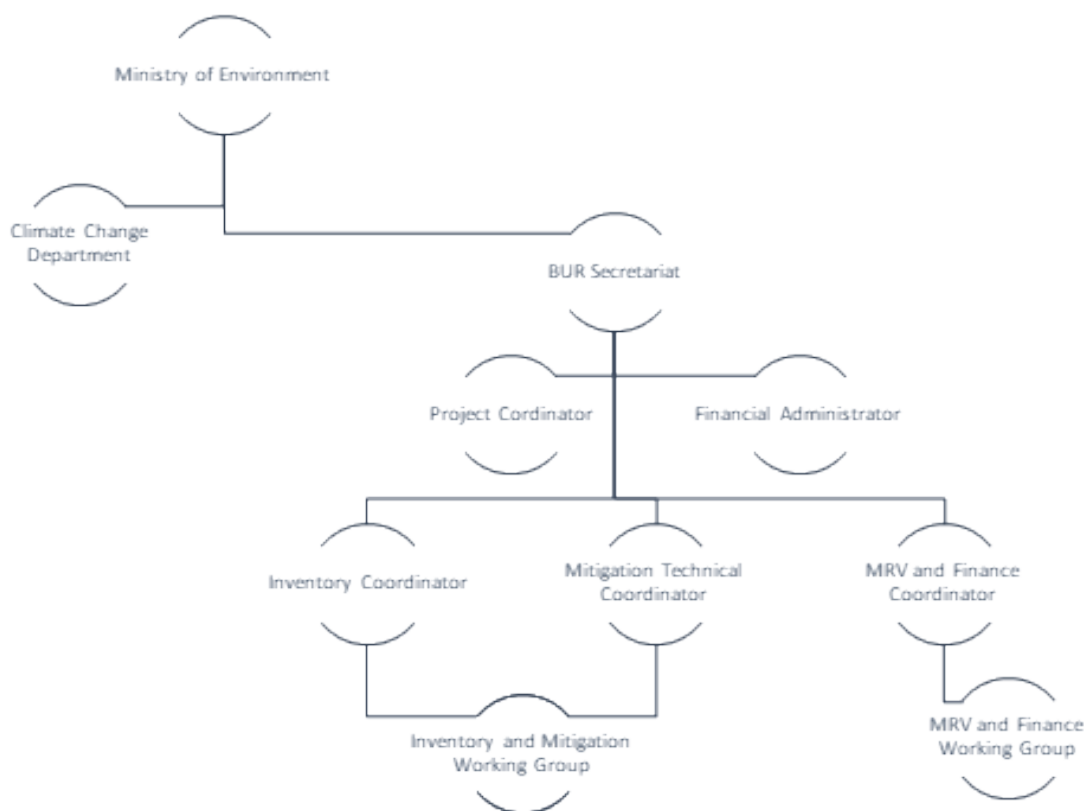 Ministry of Environment
Climate Change
Department
BUR Secretariat
Project Cordinator
Financial Administrator
Inventory Coordinator
Mitigation Technical
Coordinator
MRV and Finance
Coordinator
Inventory and Mitigation
Working Group
MRV and Finance
Working Group